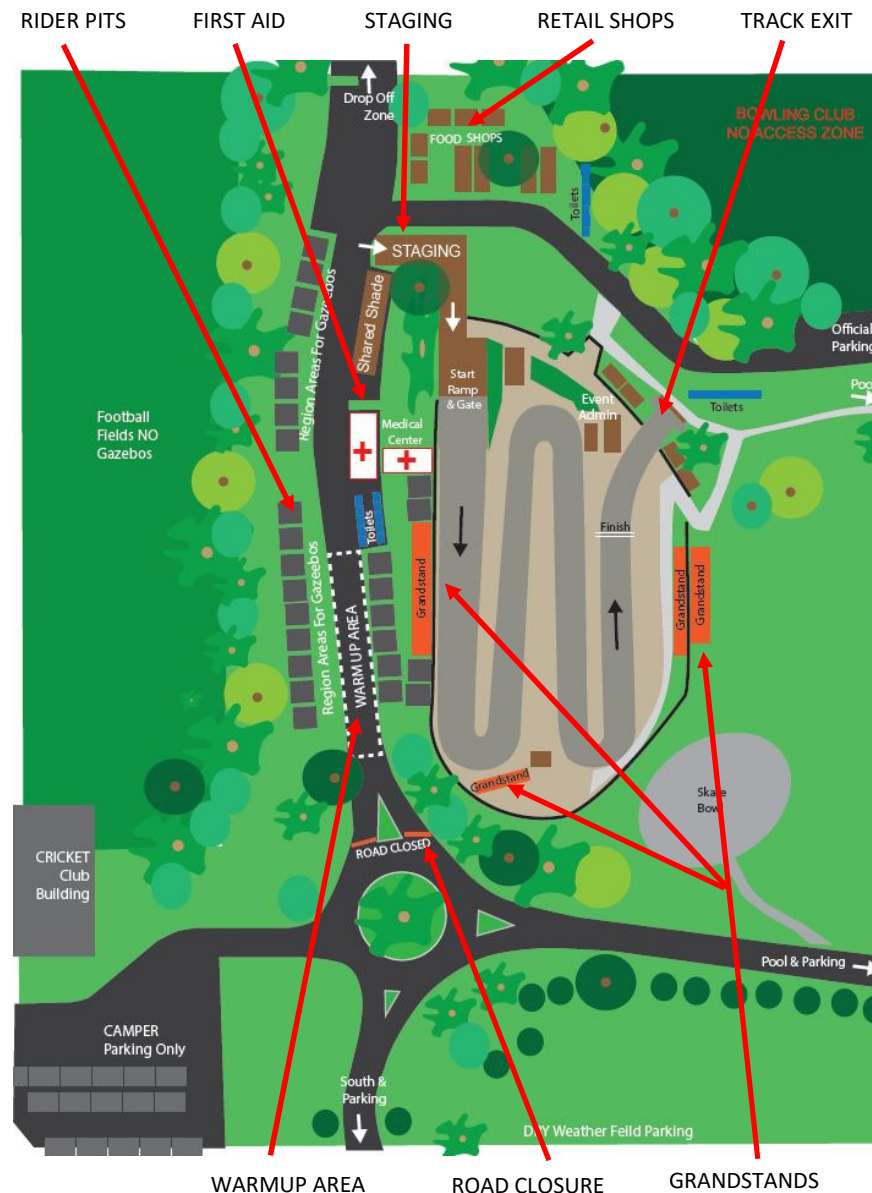 RIDER PITS
FIRST AID
STAGING
RETAIL SHOPS
TRACK EXIT
Drop Off
Zone
FOOD SHOPS
BOWLING CLUB
NO ACCESS ZONE
Toilets
STAGING
Region Areas For Gazeebos
Shared Shade
Official
Parking
Start
Ramp
& Gate
Event
Admin
Toilets
Pool
Football
Fields NO
Gazebos
Medical
Center
Toilets
Finish
Grandstand
Grandstand
Grandstand
Region Areas For Gazeebos
WARMUP AREA
Grandstand
Skate
Bowl
ROAD CLOSED
CRICKET
Club
Building
Pool & Parking
CAMPER
Parking Only
South &
Parking
DRY Weather Feild Parking
WARMUP AREA
ROAD CLOSURE
GRANDSTANDS